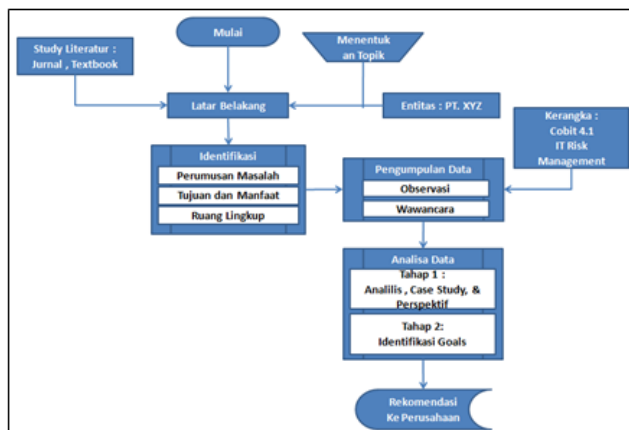 Study Literatur :
Jurnal , Textbook
Mulai
Menentuk
an Topik
Latar Belakang
Entitas : PT. XYZ
Kerangka :
Cobit 4.1
IT Risk
Management
Identifikasi
Perumusan Masalah
Tujuan dan Manfaat
Ruang Lingkup
Pengumpulan Data
Observasi
Wawancara
Analisa Data
Tahap 1 :
Analilis , Case Study, &
Perspektif
Tahap 2:
Identifikasi Goals
Rekomendasi
Ke Perusahaan